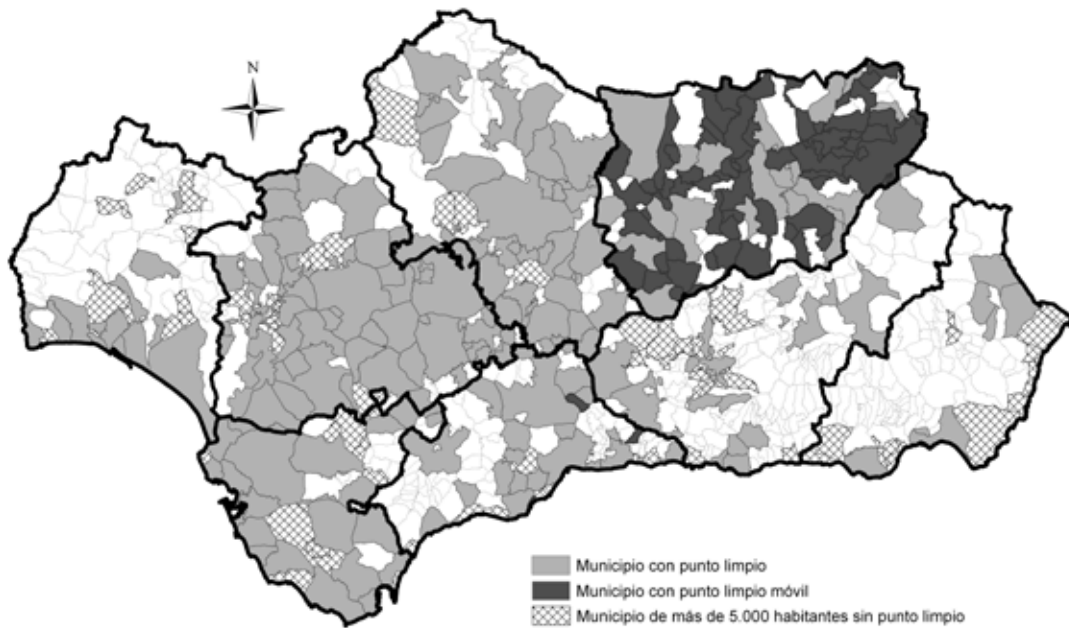 N
Municipio con punto limpio
Municipio con punto limpio móvil
Municipio de más de 5.000 habitantes sin punto limpio